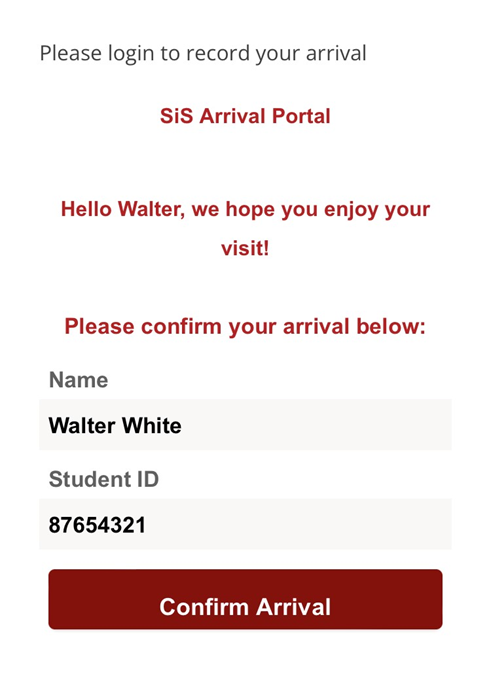 Please login to record your arrival
SiS Arrival Portal
Hello Walter, we hope you enjoy your
visit!
Please confirm your arrival below:
Name
Walter White
Student ID
87654321
Confirm Arrival